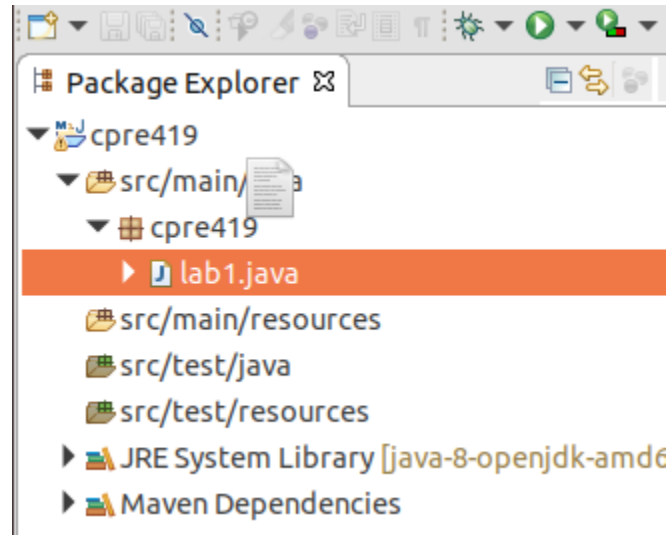 Package Explorer
cpre419
src/main/
cpre419
lab1.java
src/main/resources
src/test/java
src/test/resources
JRE System Library [java-8-openjdk-amd6
Maven Dependencies